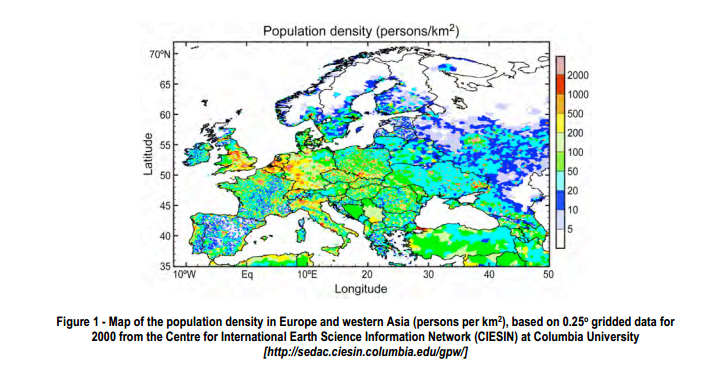 Population density (persons/km²)
70°N
65
60
55
50
45
40
35
Latitude
10°W
Eq
10°E
20
30
40
50
Longitude
2000
1000
500
200
100
50
20
10
5
Figure 1 - Map of the population density in Europe and western Asia (persons per km²), based on 0.25º gridded data for
2000 from the Centre for International Earth Science Information Network (CIESIN) at Columbia University
[http://sedac.ciesin.columbia.edu/gpw/]